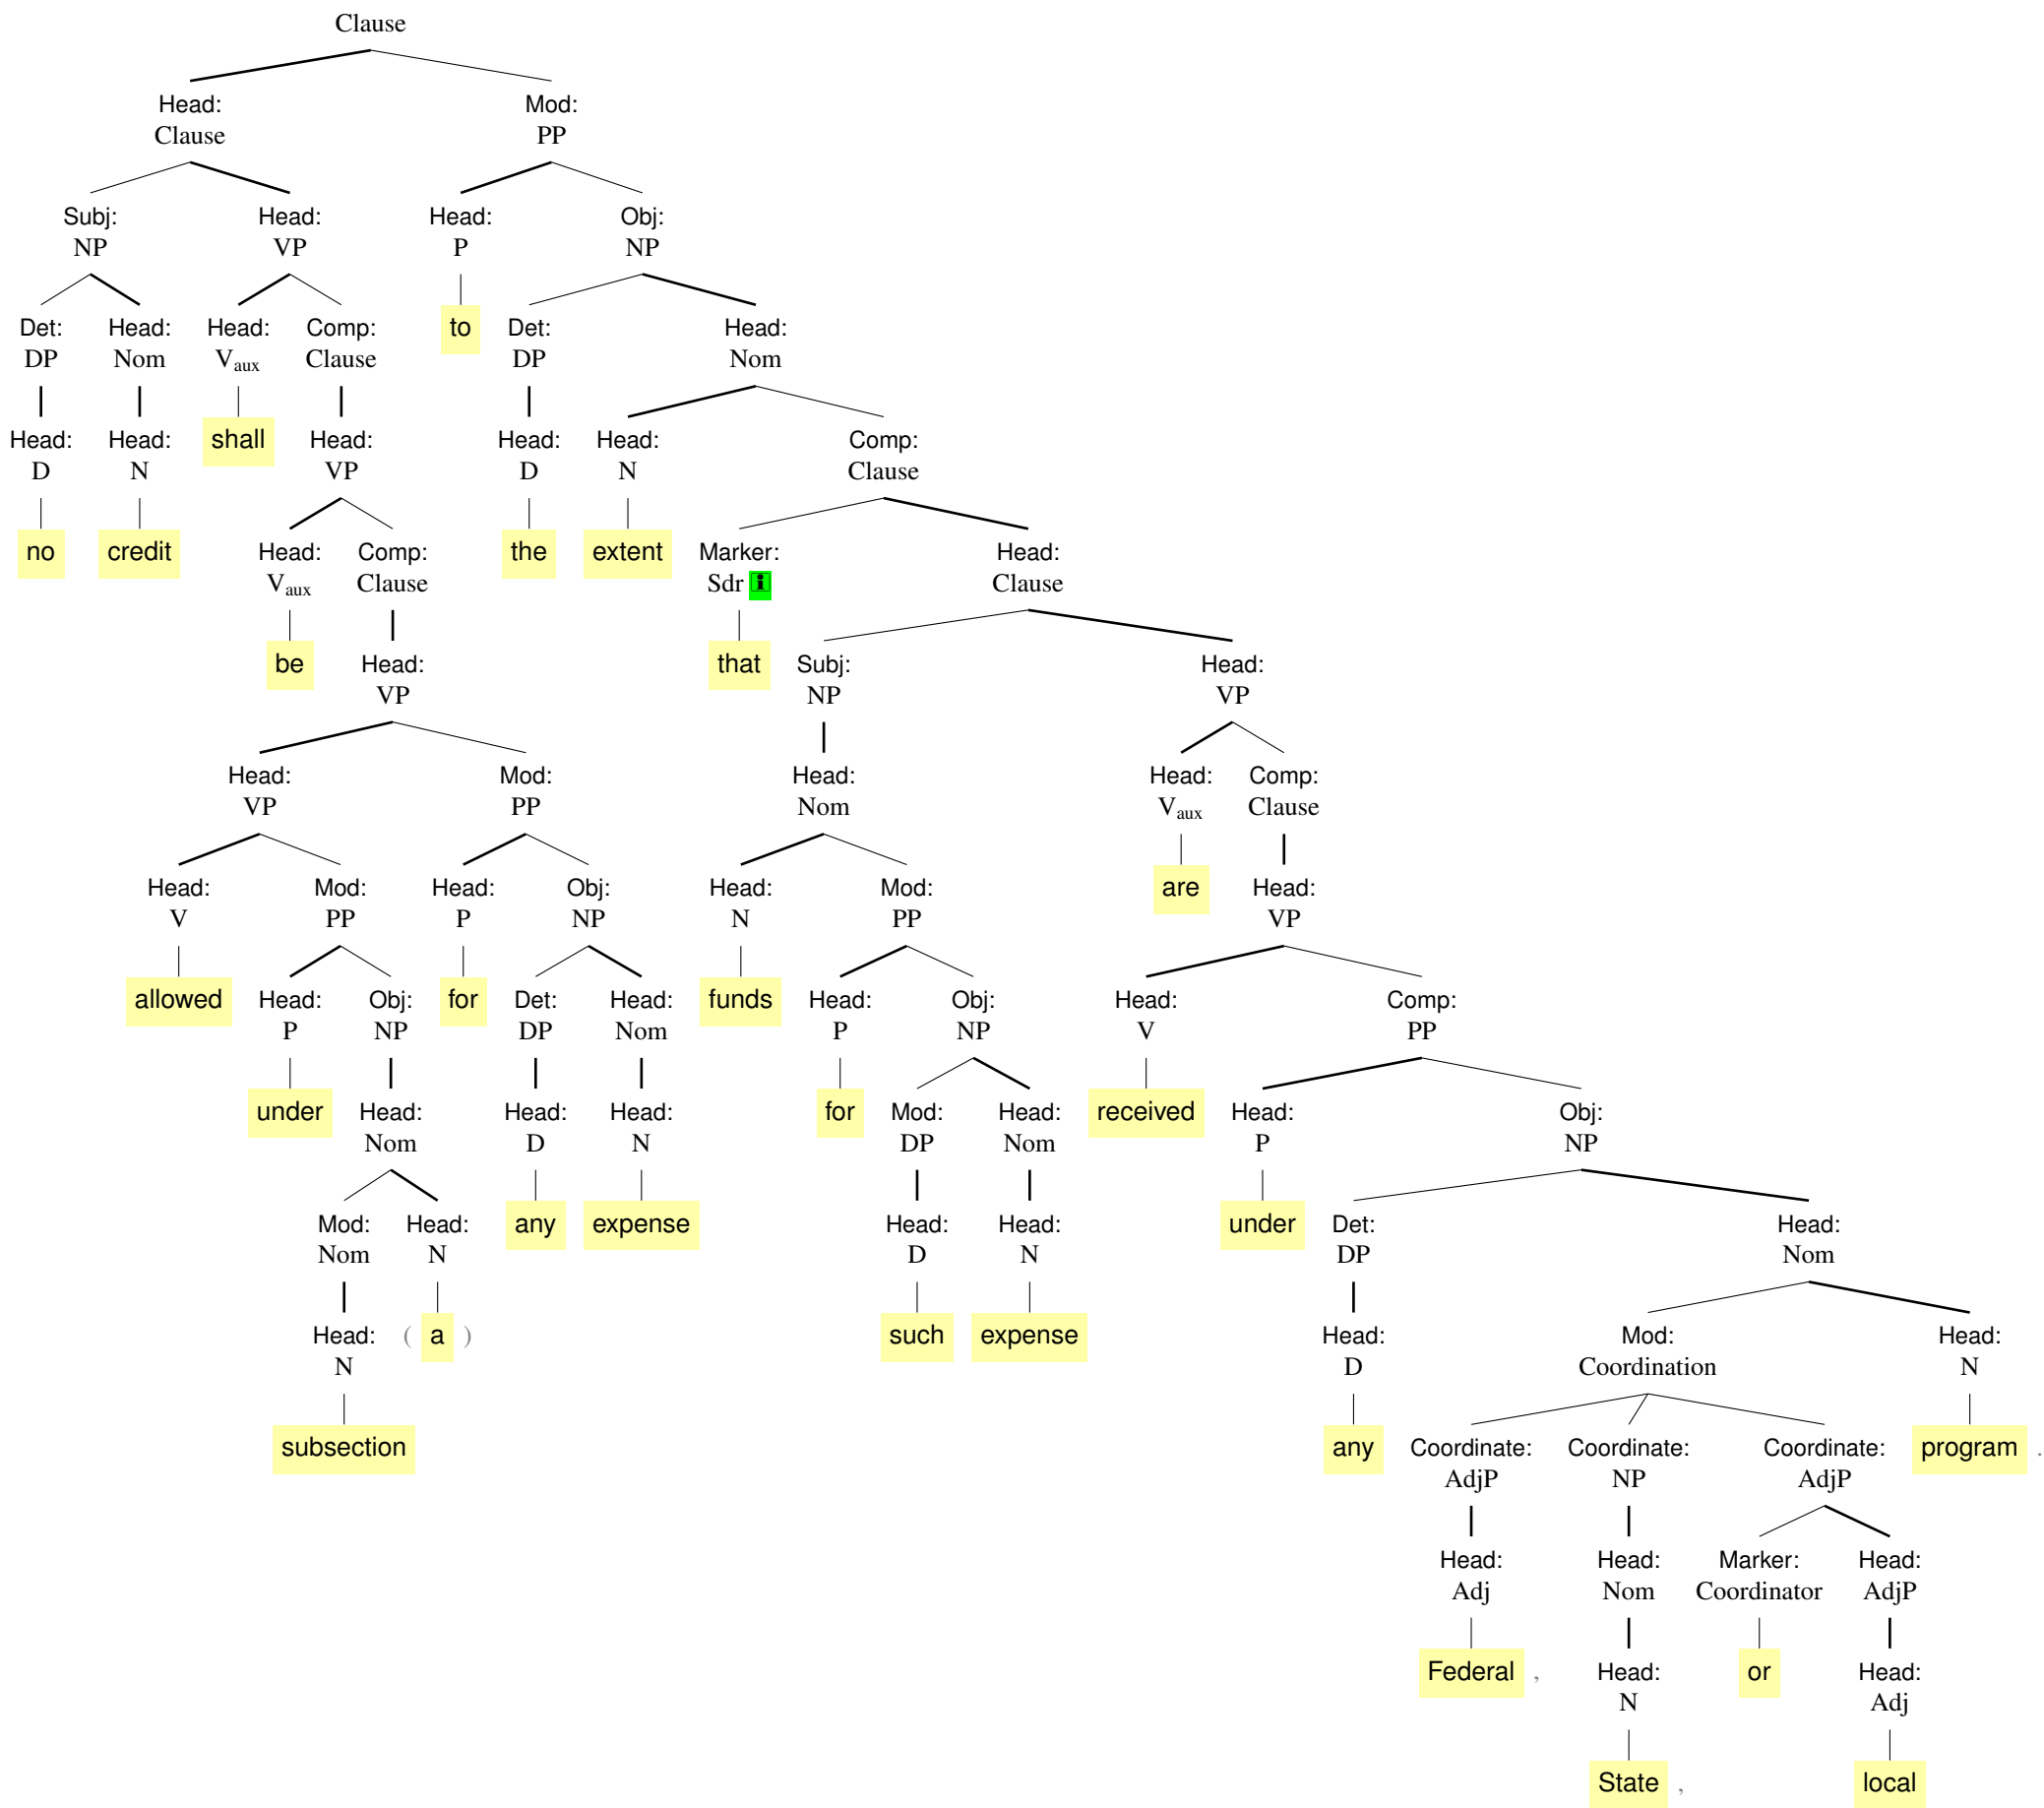 Clause
Head: Mod:
Clause PP
Subj: Head: Head: Obj:
NP VP P NP
Det: Head: Head: Comp: to Det: Head:
DP Nom Vaux Clause DP Nom
Head: Head: shall Head: Head: Head: Comp:
D N VP D N Clause
no credit Head: Comp: the extent Marker: Head:
Vaux Clause Sdr i Clause
be Head: that Subj: Head:
VP NP VP
Head: Mod: Head: Head: Comp:
VP PP Nom Vaux Clause
Head: Mod: Head: Obj: Head: Mod: are Head:
V PP P NP N PP VP
allowed Head: Obj: for Det: Head: funds Head: Obj: Head: Comp:
P NP DP Nom P NP V PP
under Head: Head: Head: for Mod: Head: received Head: Obj:
Nom D N DP Nom P NP
Mod: Head: any expense Head: Head: under Det: Head:
Nom N D N DP Nom
Head: ( a ) such expense Head: Mod: Head:
N D Coordination N
subsection any Coordinate: Coordinate: Coordinate: program .
AdjP NP AdjP
Head: Head: Marker: Head:
Adj Nom Coordinator AdjP
Federal , Head: or Head:
N Adj
State , local